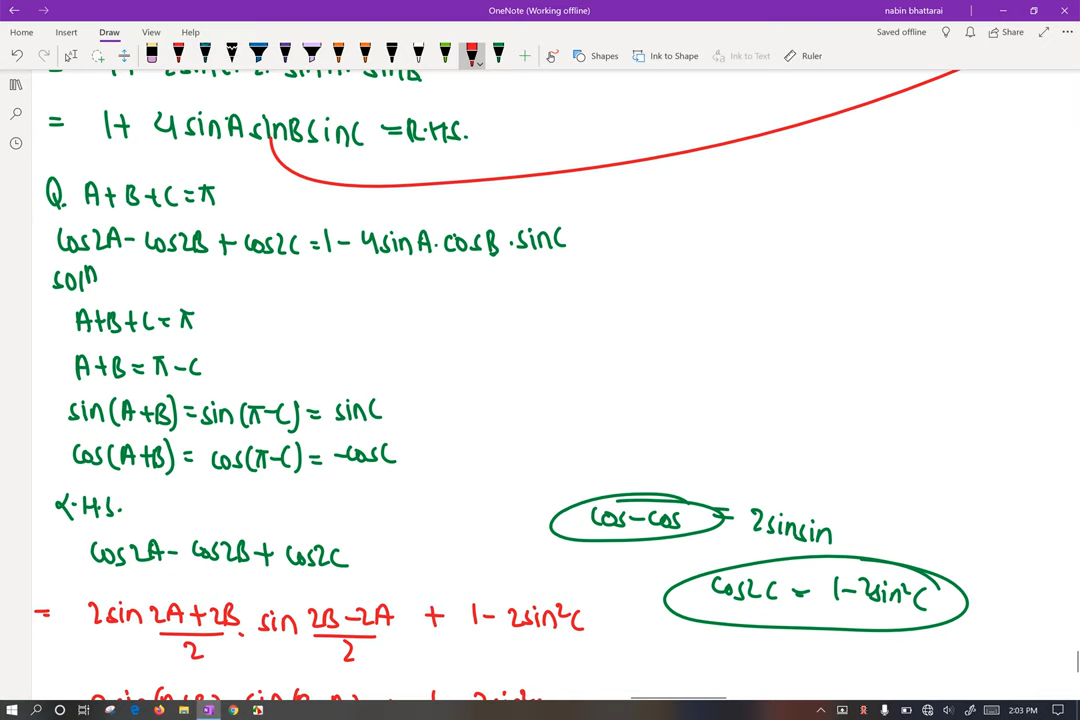 OneNote (Working offline)
nabin bhattarai
Home Insert Draw View Help
Saved offline
Share
Shapes
Ink to Shape
Ink to Text
Ruler
= 1+ 4sinA sinB sinC = R.H.S.
Q. A+B+C=π
cos2A - cos2B + cos2C = 1 - 4sinA.cosB.sinC
soln
A+B+C=π
A+B=π-C
sin(A+B)=sin(π-C)= sinC
cos(A+B)= cos(π-C)= -cosC
L.H.S.
cos-cos = 2sinsin
cos2A - cos2B + cos2C
cos2C = 1-2sin²C
= 2sin (2A+2B)/2 . sin (2B-2A)/2 + 1-2sin²C
2:03 PM